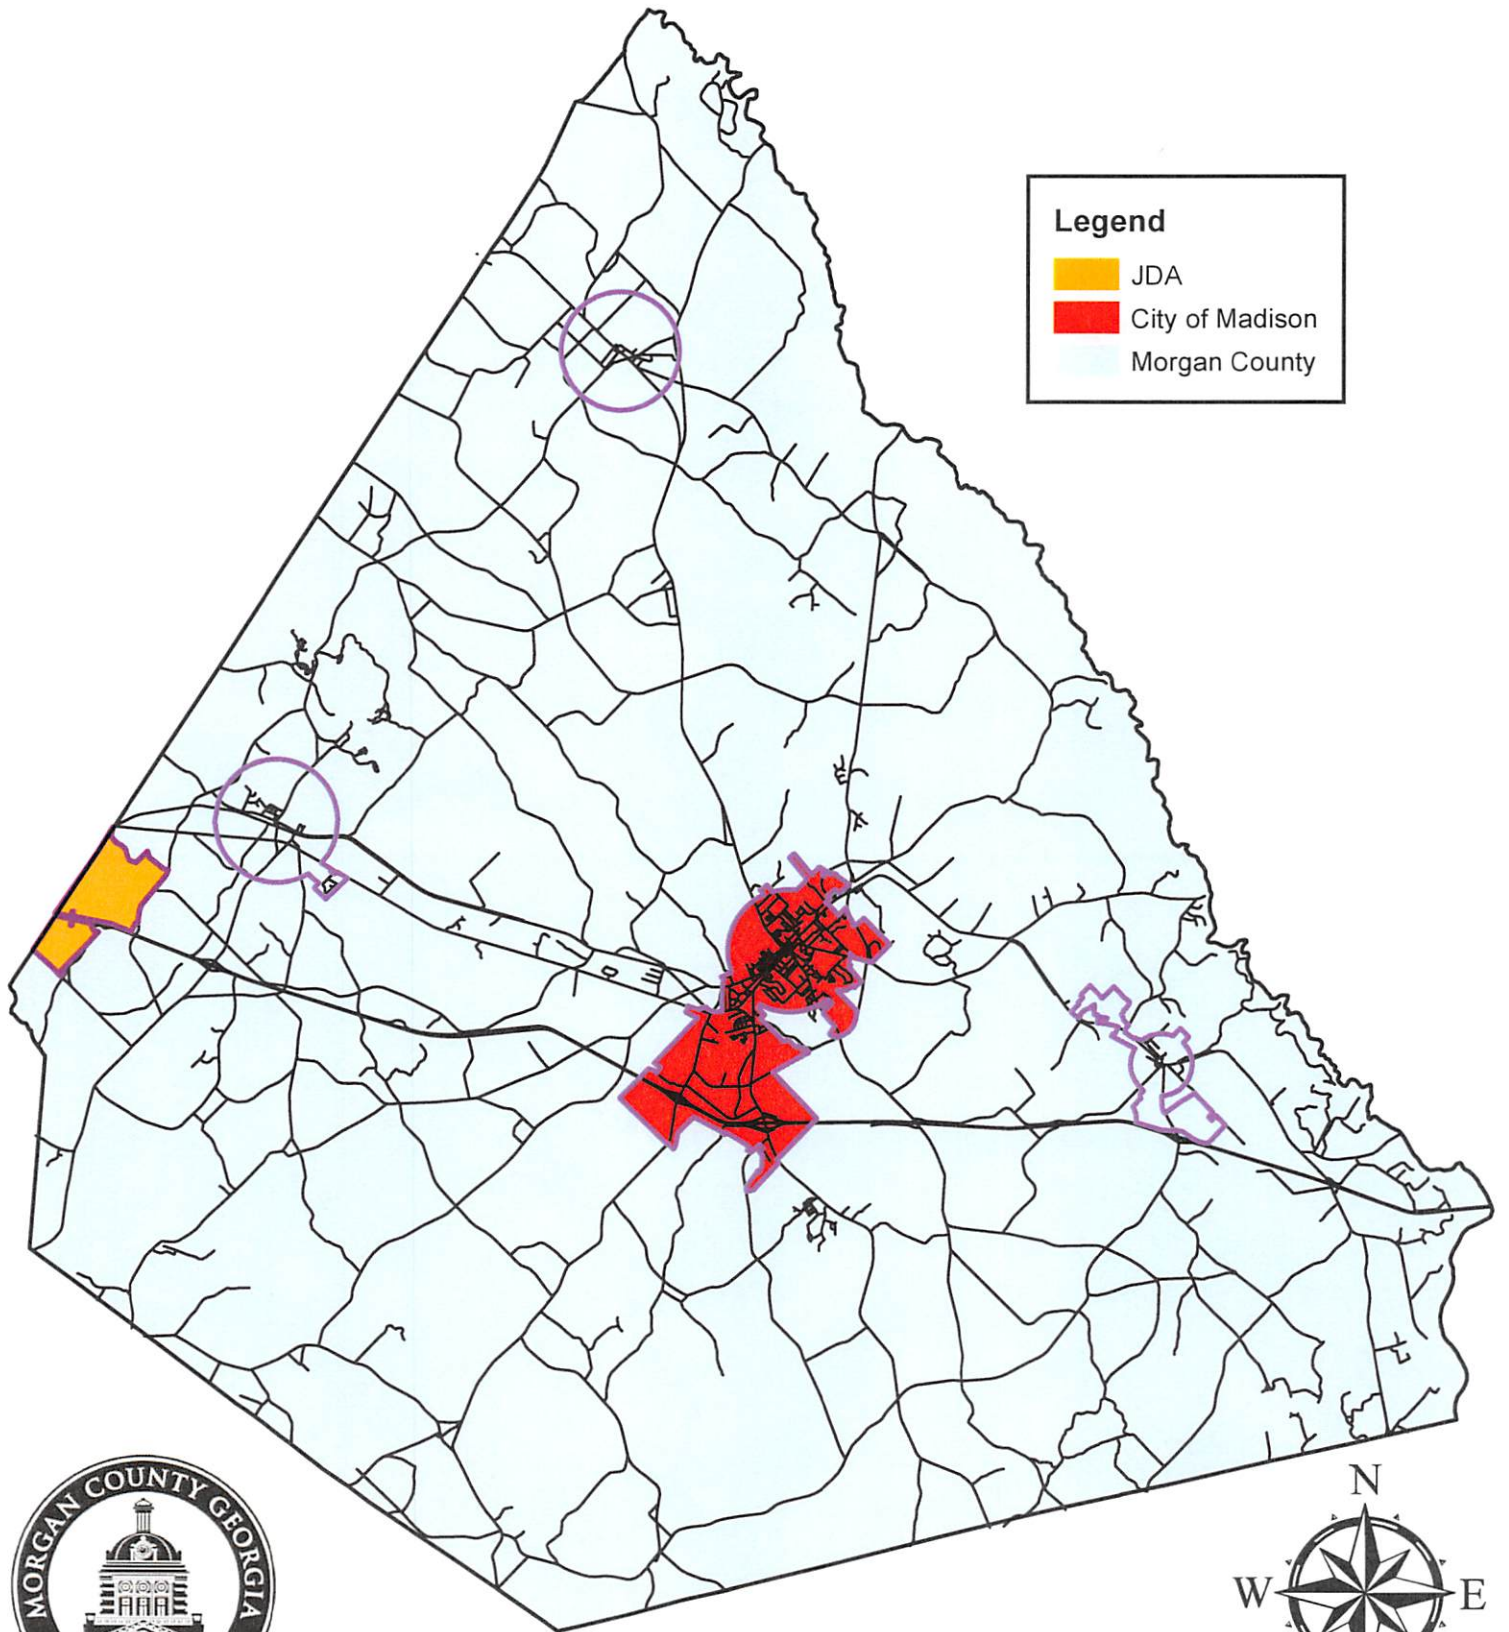 Legend
JDA
City of Madison
Morgan County
MORGAN COUNTY GEORGIA
N
W
E